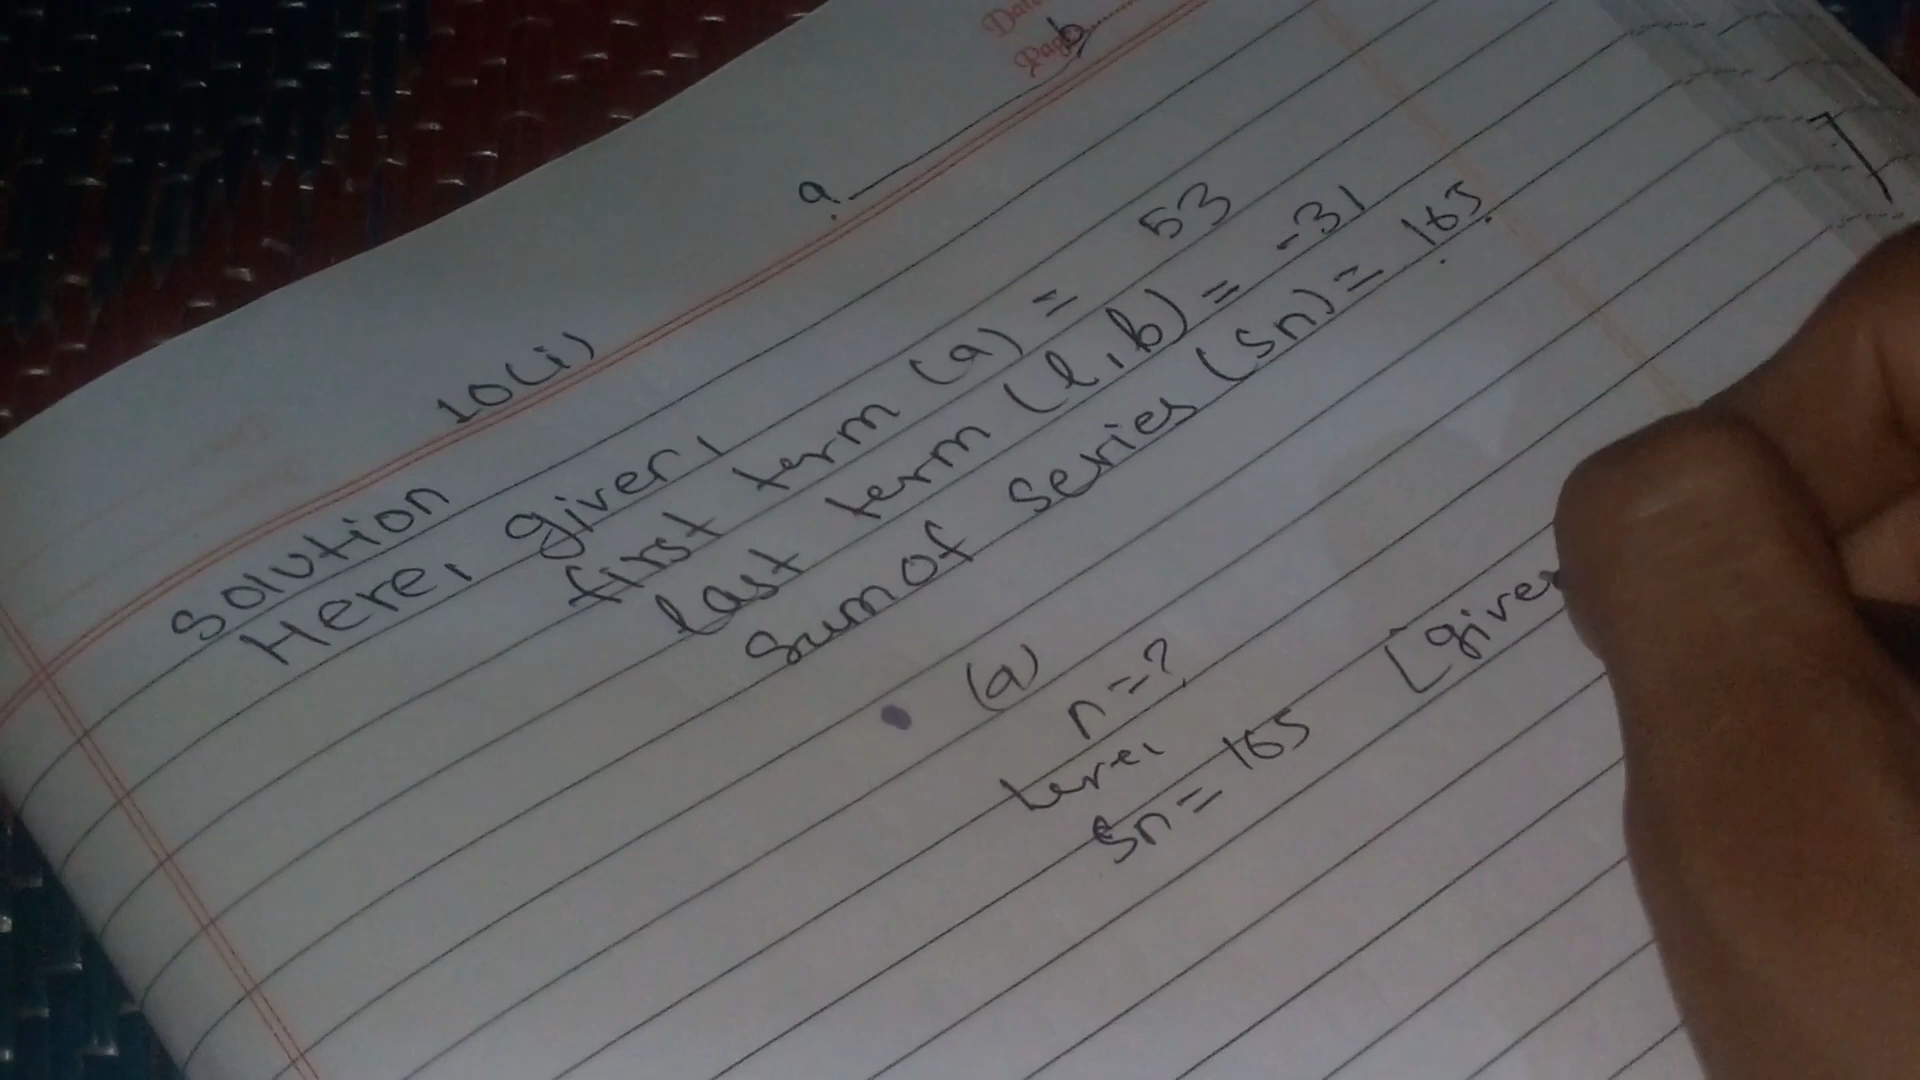 Date
Page
b
a
10(i)
Solution
Here, given,
first term (a) = 53
last term (l, b) = -31
Sum of series (Sn) = 165
(a)
n = ?
here,
Sn = 165 [given